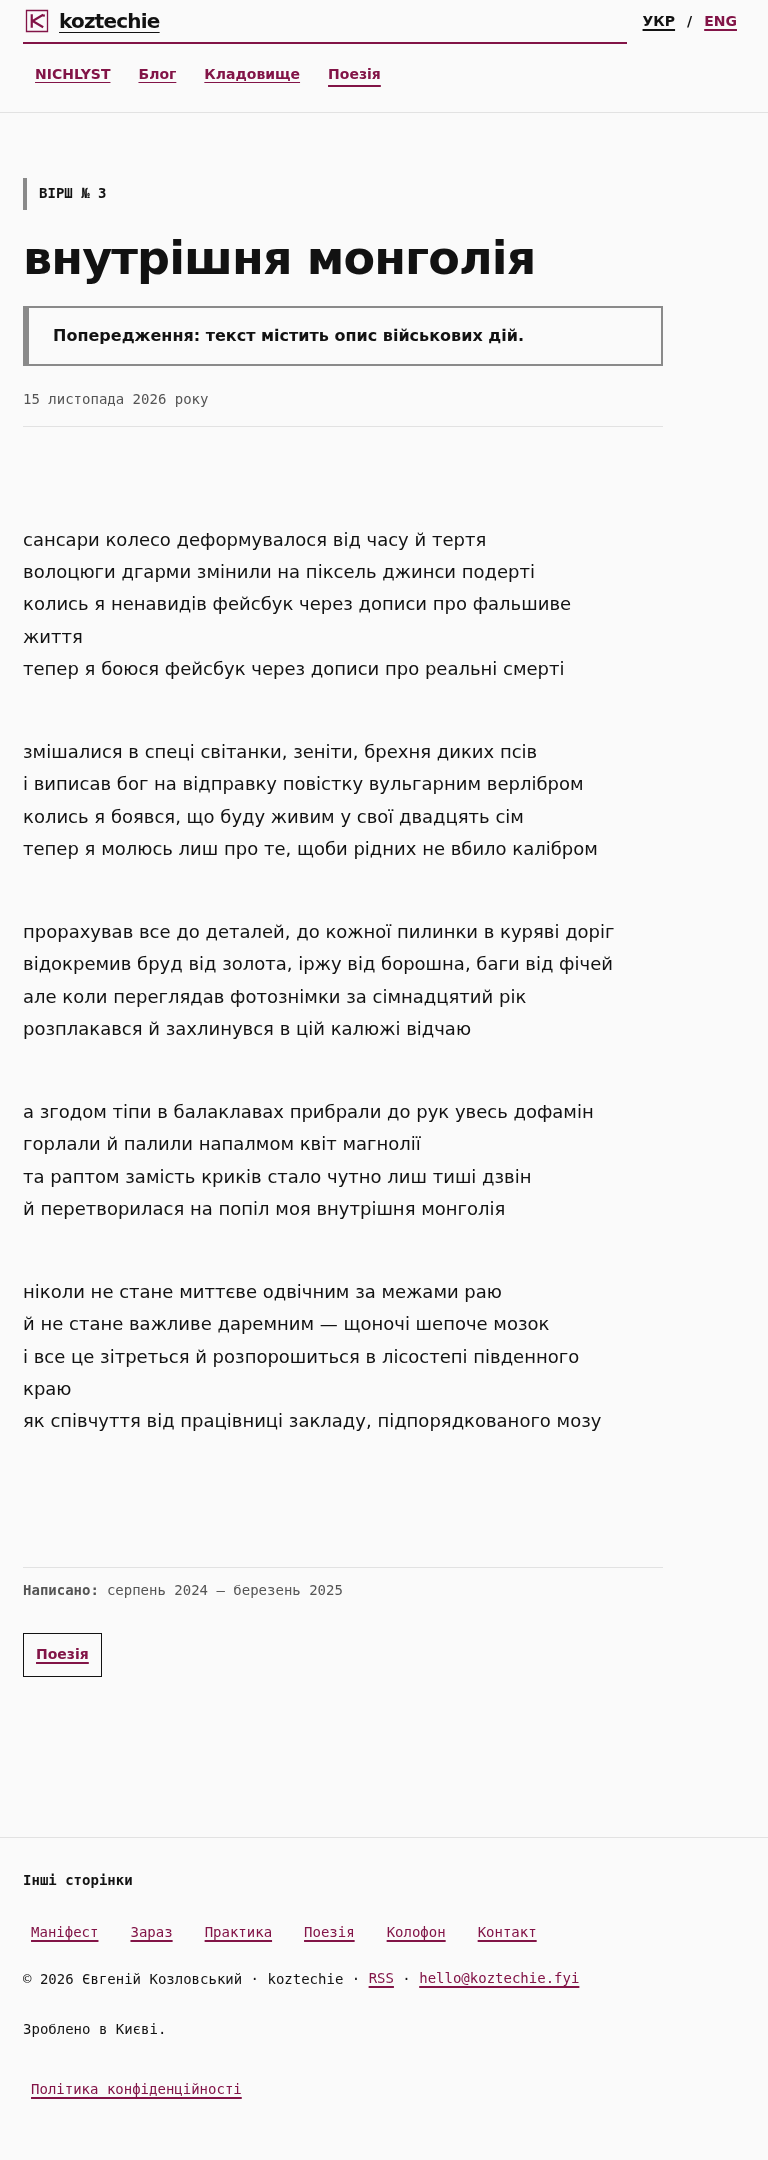 koztechie
УКР / ENG
NICHLYST Блог Кладовище Поезія
ВІРШ № 3
внутрішня монголія
Попередження: текст містить опис військових дій.
15 листопада 2026 року
сансари колесо деформувалося від часу й тертя
волоцюги дгарми змінили на піксель джинси подерті
колись я ненавидів фейсбук через дописи про фальшиве
життя
тепер я боюся фейсбук через дописи про реальні смерті
змішалися в спеці світанки, зеніти, брехня диких псів
і виписав бог на відправку повістку вульгарним верлібром
колись я боявся, що буду живим у свої двадцять сім
тепер я молюсь лиш про те, щоби рідних не вбило калібром
прорахував все до деталей, до кожної пилинки в куряві доріг
відокремив бруд від золота, іржу від борошна, баги від фічей
але коли переглядав фотознімки за сімнадцятий рік
розплакався й захлинувся в цій калюжі відчаю
а згодом тіпи в балаклавах прибрали до рук увесь дофамін
горлали й палили напалмом квіт магнолії
та раптом замість криків стало чутно лиш тиші дзвін
й перетворилася на попіл моя внутрішня монголія
ніколи не стане миттєве одвічним за межами раю
й не стане важливе даремним — щоночі шепоче мозок
і все це зітреться й розпорошиться в лісостепі південного
краю
як співчуття від працівниці закладу, підпорядкованого мозу
Написано: серпень 2024 — березень 2025
Поезія
Інші сторінки
Маніфест Зараз Практика Поезія Колофон Контакт
© 2026 Євгеній Козловський · koztechie · RSS · hello@koztechie.fyi
Зроблено в Києві.
Політика конфіденційності